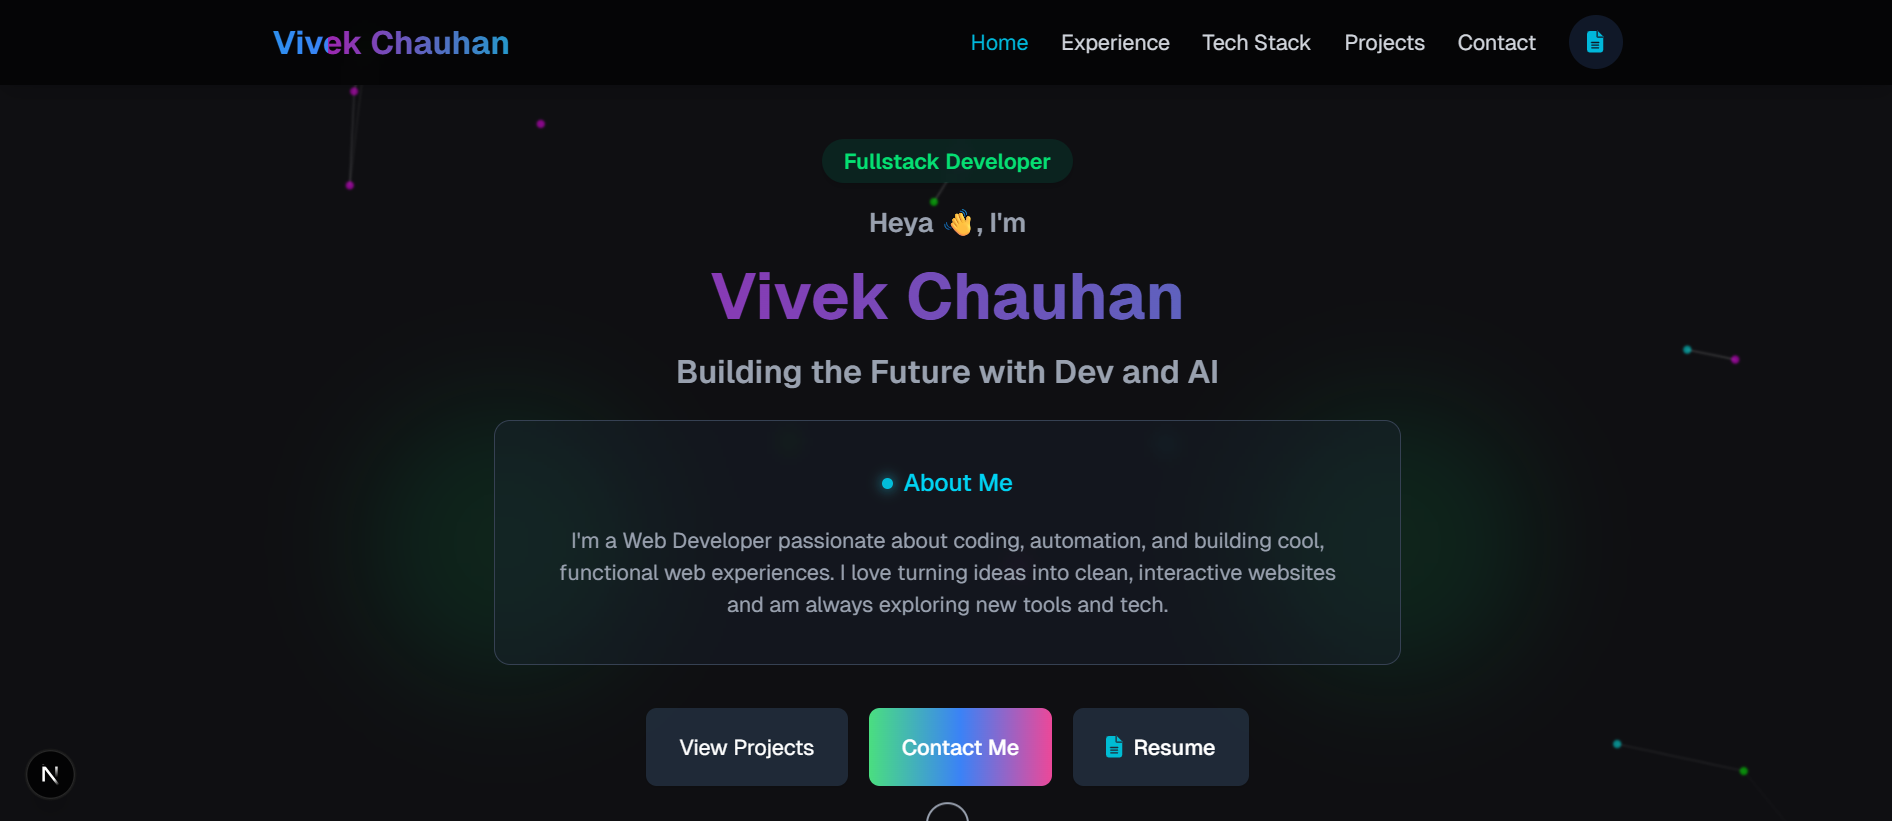 Vivek Chauhan
Home
Experience
Tech Stack
Projects
Contact
Fullstack Developer
Heya 👋, I'm
Vivek Chauhan
Building the Future with Dev and AI
About Me
I'm a Web Developer passionate about coding, automation, and building cool,
functional web experiences. I love turning ideas into clean, interactive websites
and am always exploring new tools and tech.
View Projects
Contact Me
Resume
N